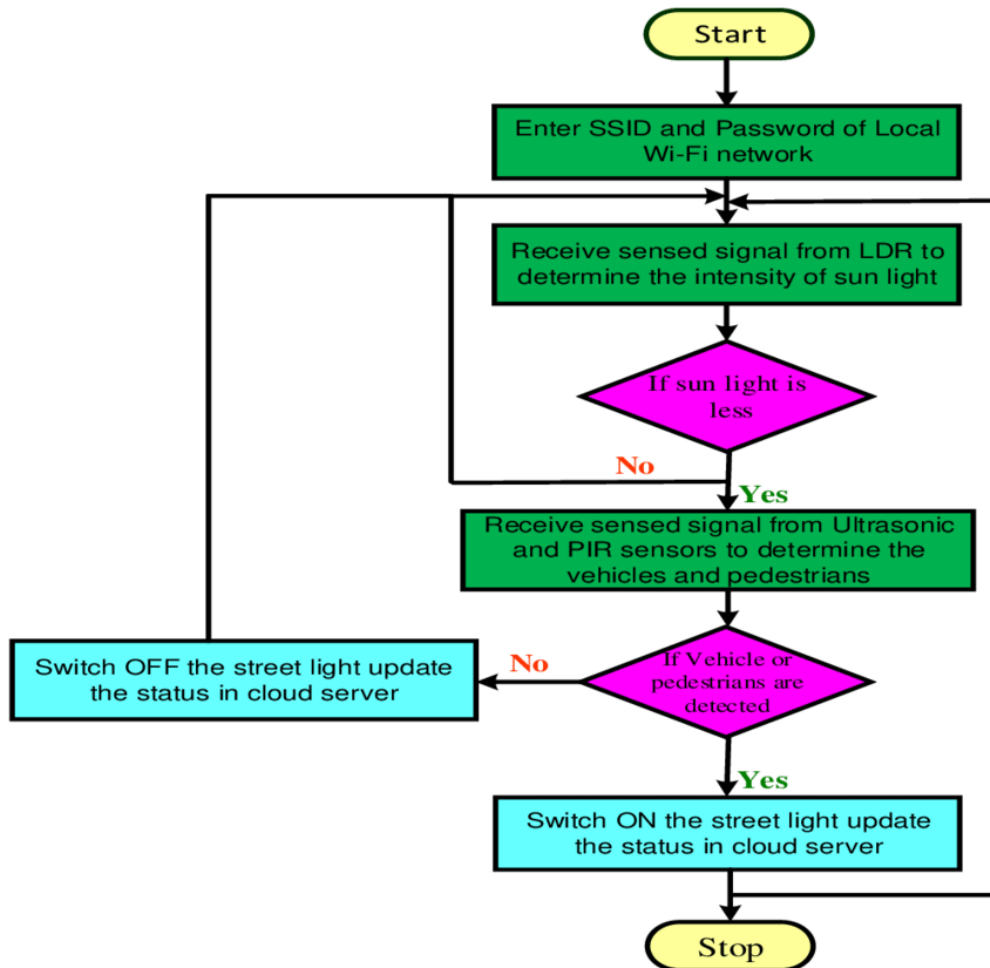 Start
Enter SSID and Password of Local
Wi-Fi network
Receive sensed signal from LDR to
determine the intensity of sun light
If sun light is
less
No
Yes
Receive sensed signal from Ultrasonic
and PIR sensors to determine the
vehicles and pedestrians
If Vehicle or
pedestrians are
detected
No
Switch OFF the street light update
the status in cloud server
Yes
Switch ON the street light update
the status in cloud server
Stop